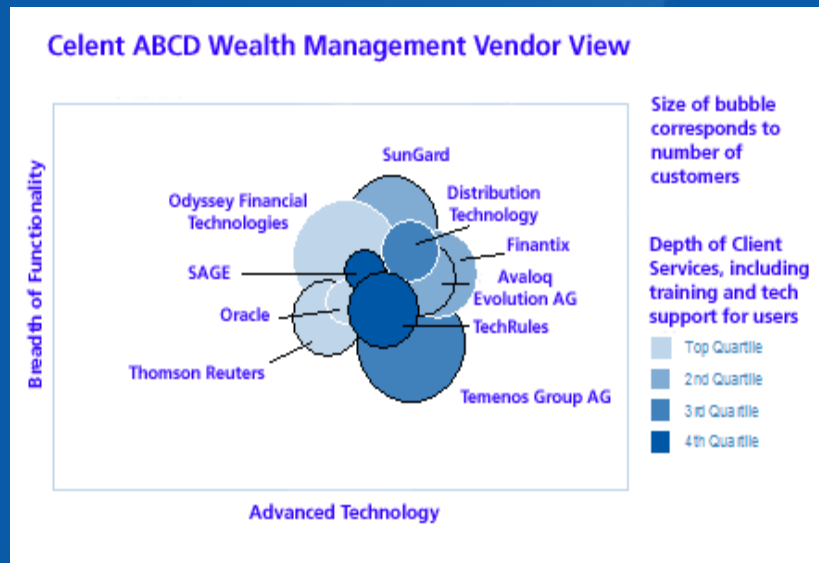 Celent ABCD Wealth Management Vendor View
Size of bubble
corresponds to
number of
customers
Breadth of Functionality
SunGard
Odyssey Financial
Technologies
Distribution
Technology
Finantix
SAGE
Avaloq
Evolution AG
Oracle
TechRules
Thomson Reuters
Temenos Group AG
Depth of Client
Services, including
training and tech
support for users
Top Quartile
2nd Quartile
3rd Quartile
4th Quartile
Advanced Technology